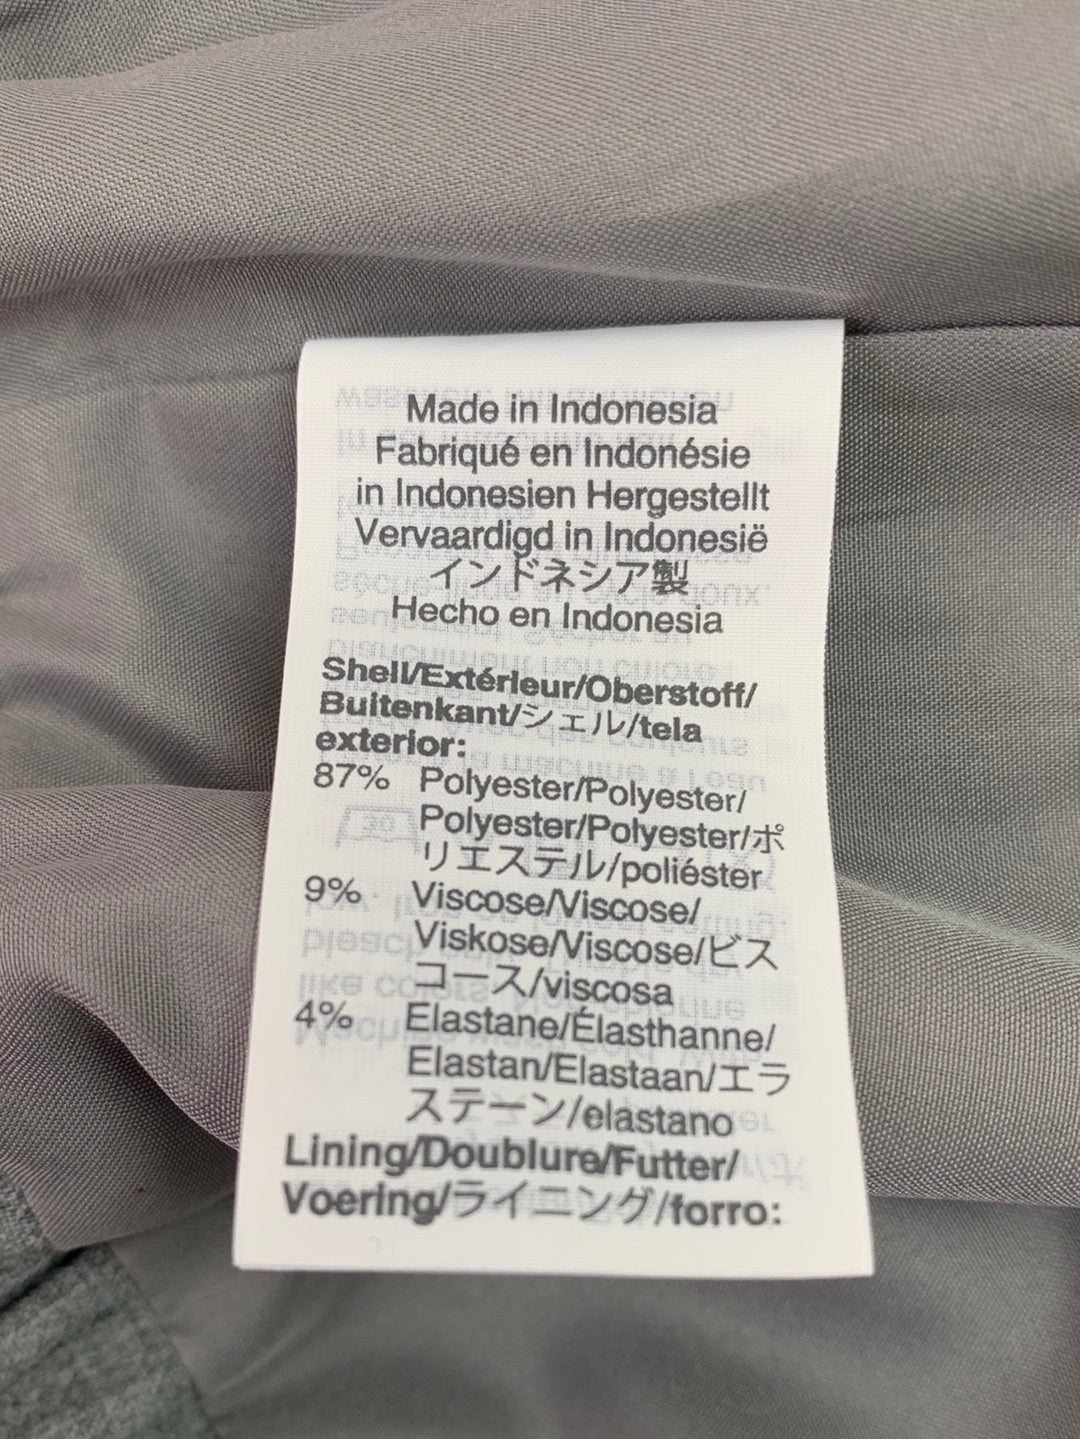 Made in Indonesia
Fabriqué en Indonésie
in Indonesien Hergestellt
Vervaardigd in Indonesië
インドネシア製
Hecho en Indonesia
Shell/Extérieur/Oberstoff/
Buitenkant/シェル/tela
exterior:
87% Polyester/Polyester/
Polyester/Polyester/ポ
リエステル/poliéster
9% Viscose/Viscose/
Viskose/Viscose/ビス
コース/viscosa
4% Elastane/Élasthanne/
Elastan/Elastaan/エラ
ステーン/elastano
Lining/Doublure/Futter/
Voering/ライニング/forro: